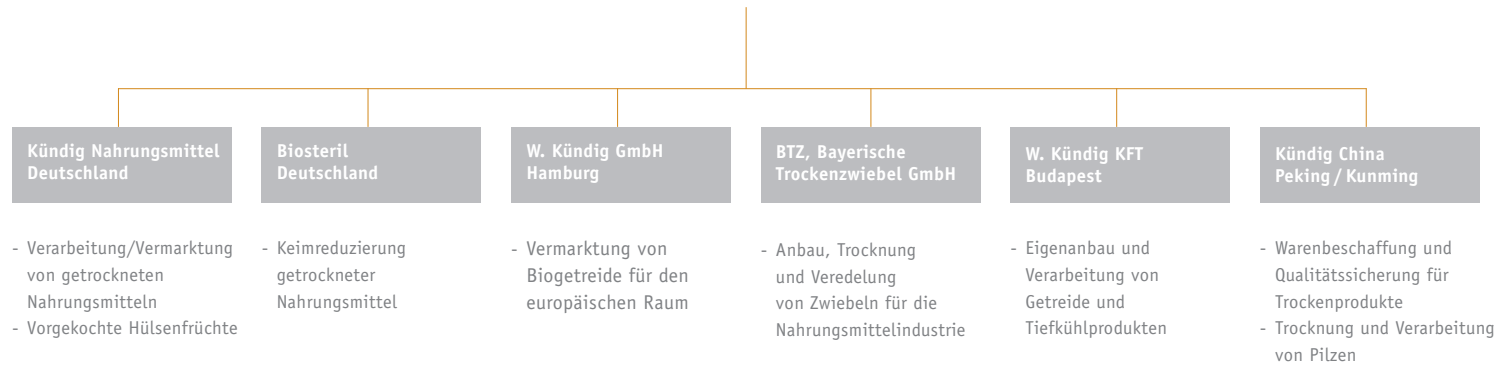 Kündig Nahrungsmittel
Deutschland
- Verarbeitung/Vermarktung
von getrockneten
Nahrungsmitteln
- Vorgekochte Hülsenfrüchte
Biosteril
Deutschland
- Keimreduzierung
getrockneter
Nahrungsmittel
W. Kündig GmbH
Hamburg
- Vermarktung von
Biogetreide für den
europäischen Raum
BTZ, Bayerische
Trockenzwiebel GmbH
- Anbau, Trocknung
und Veredelung
von Zwiebeln für die
Nahrungsmittelindustrie
W. Kündig KFT
Budapest
- Eigenanbau und
Verarbeitung von
Getreide und
Tiefkühlprodukten
Kündig China
Peking / Kunming
- Warenbeschaffung und
Qualitätssicherung für
Trockenprodukte
- Trocknung und Verarbeitung
von Pilzen